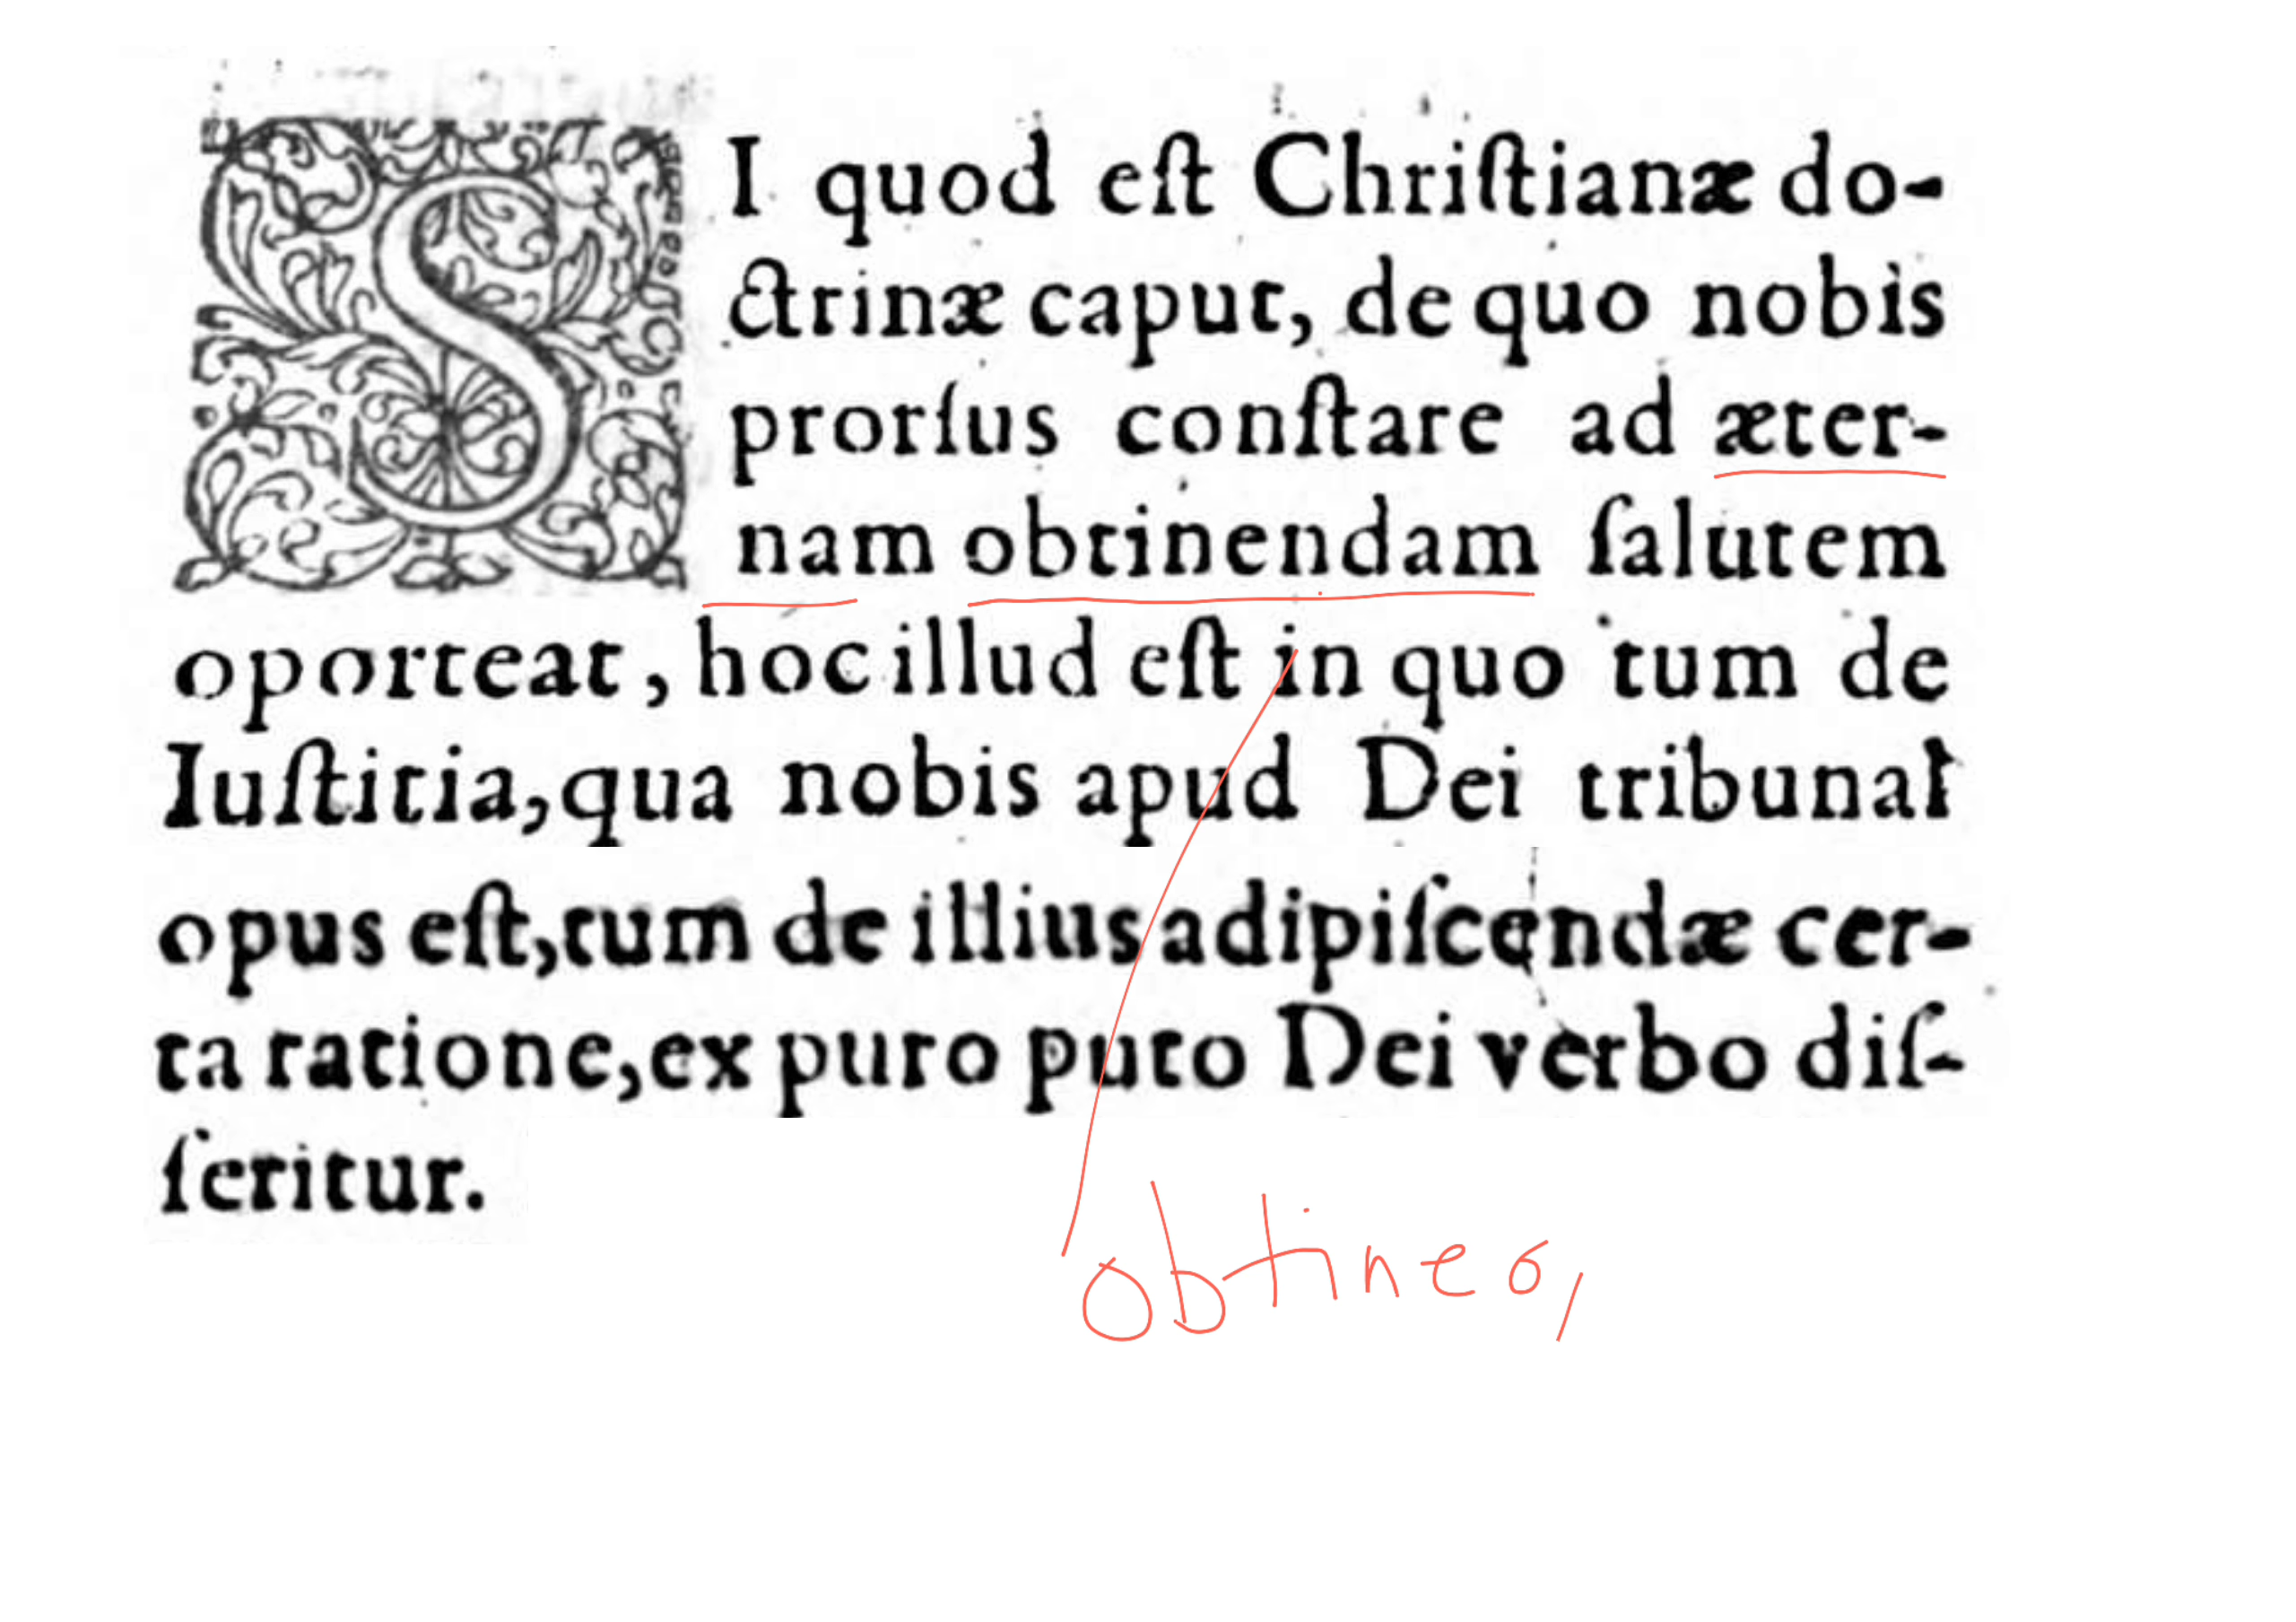 SI quod eſt Chriſtianæ do-
ctrinæ caput, de quo nobis
prorſus conſtare ad æter-
nam obtinendam ſalutem
oporteat, hoc illud eſt in quo tum de
Iuſtitia, qua nobis apud Dei tribunal
opus eſt, tum de illius adipiſcendæ cer-
ta ratione, ex puro puto Dei verbo diſ-
ſeritur.
obtineo,